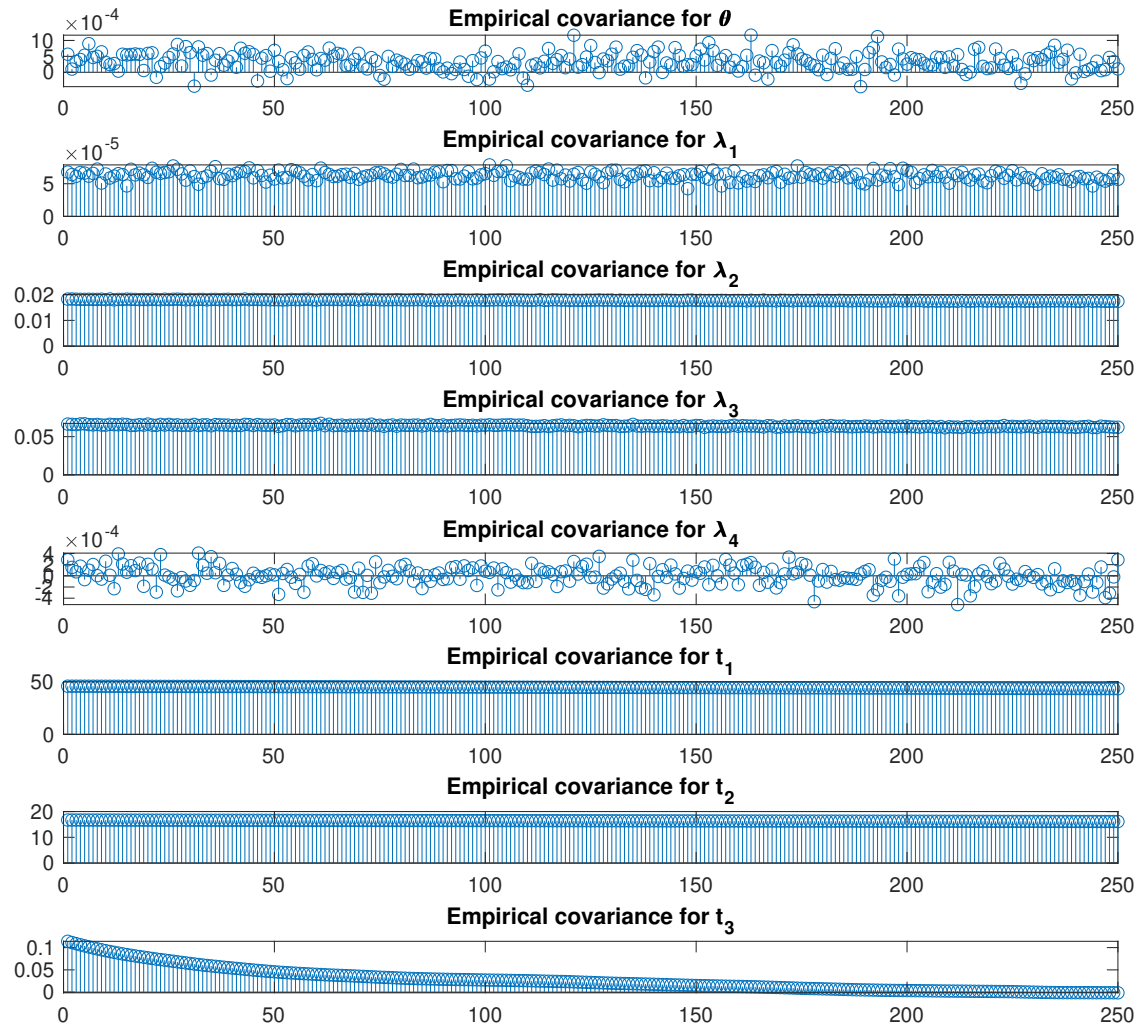 Empirical covariance for θ
×10⁻⁴
10
5
0
0 50 100 150 200 250
Empirical covariance for λ₁
×10⁻⁵
5
0
0 50 100 150 200 250
Empirical covariance for λ₂
0.02
0.01
0
0 50 100 150 200 250
Empirical covariance for λ₃
0.05
0
0 50 100 150 200 250
Empirical covariance for λ₄
×10⁻⁴
4
2
0
-2
-4
0 50 100 150 200 250
Empirical covariance for t₁
50
0
0 50 100 150 200 250
Empirical covariance for t₂
20
10
0
0 50 100 150 200 250
Empirical covariance for t₃
0.1
0.05
0
0 50 100 150 200 250